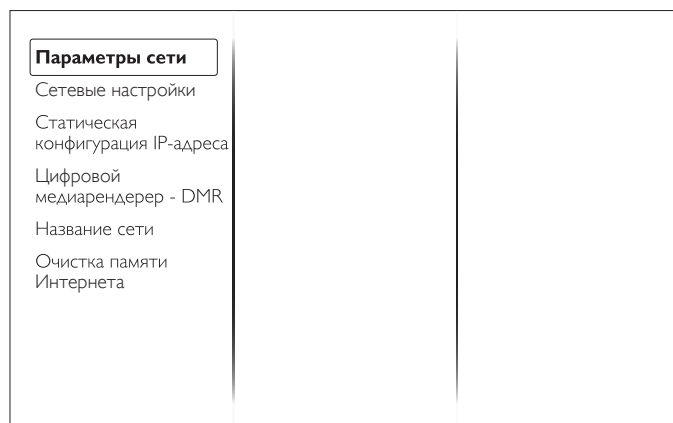 Параметры сети
Сетевые настройки
Статическая
конфигурация IP-адреса
Цифровой
медиарендерер - DMR
Название сети
Очистка памяти
Интернета